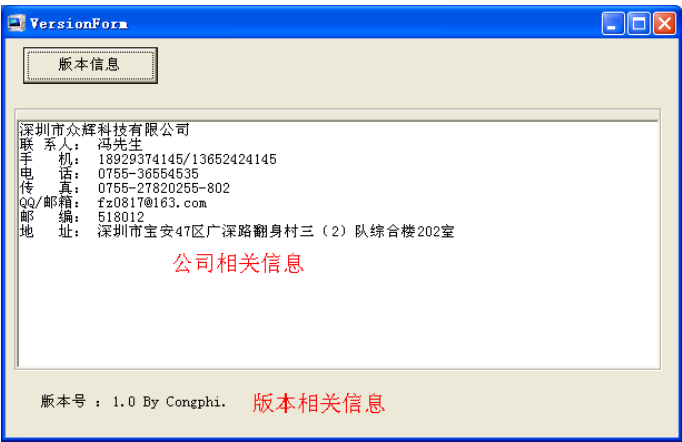 VersionForm
版本信息
深圳市众辉科技有限公司
联 系人： 冯先生
手 机： 18929374145/13652424145
电 话： 0755-36554535
传 真： 0755-27820255-802
QQ/邮箱： fz0817@163.com
邮 编： 518012
地 址： 深圳市宝安47区广深路翻身村三（2）队综合楼202室
公司相关信息
版本号 ：1.0 By Congphi.
版本相关信息